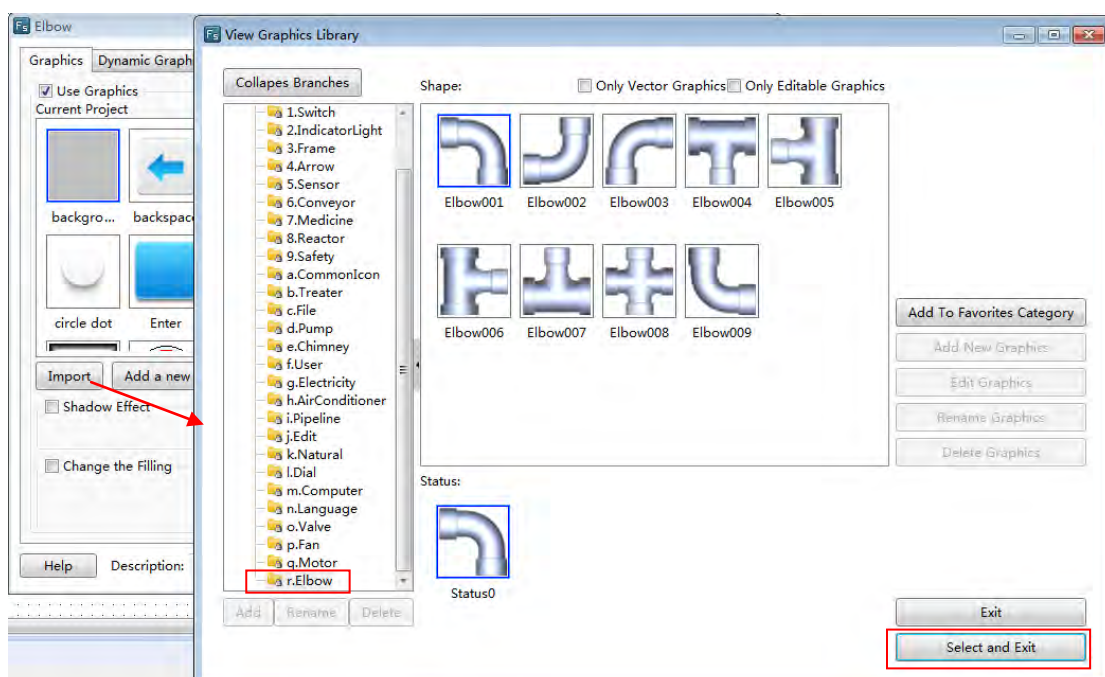 Elbow
Graphics
Dynamic Graph
Use Graphics
Current Project
backgro...
backspace
circle dot
Enter
Import
Add a new
Shadow Effect
Change the Filling
Help
Description:
View Graphics Library
Collapes Branches
1.Switch
2.IndicatorLight
3.Frame
4.Arrow
5.Sensor
6.Conveyor
7.Medicine
8.Reactor
9.Safety
a.CommonIcon
b.Treater
c.File
d.Pump
e.Chimney
f.User
g.Electricity
h.AirConditioner
i.Pipeline
j.Edit
k.Natural
l.Dial
m.Computer
n.Language
o.Valve
p.Fan
q.Motor
r.Elbow
Add
Rename
Delete
Shape:
Only Vector Graphics
Only Editable Graphics
Elbow001
Elbow002
Elbow003
Elbow004
Elbow005
Elbow006
Elbow007
Elbow008
Elbow009
Status:
Status0
Add To Favorites Category
Add New Graphics
Edit Graphics
Rename Graphics
Delete Graphics
Exit
Select and Exit